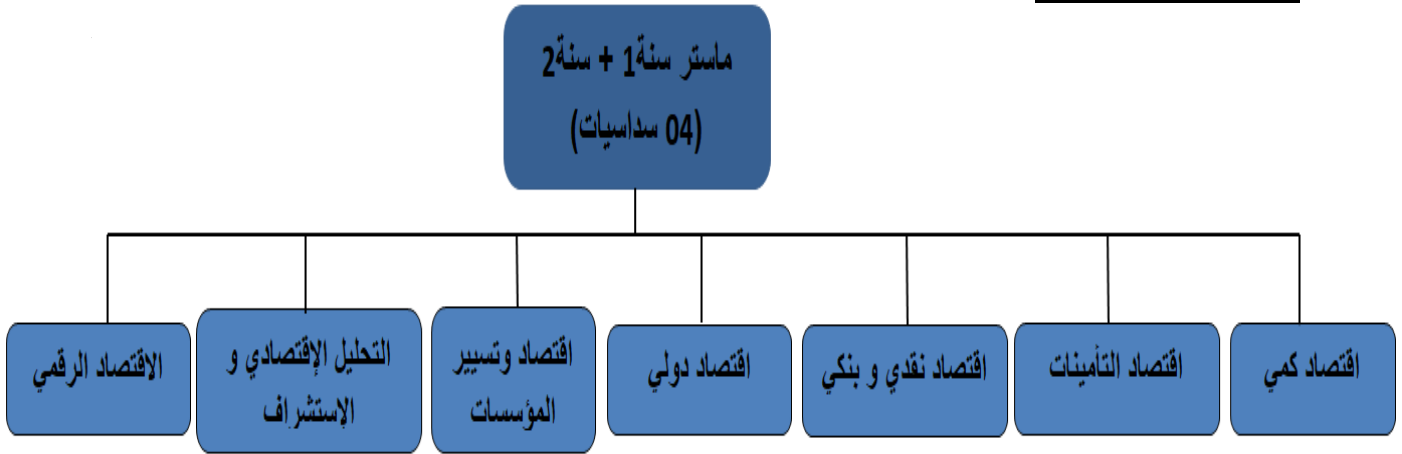 ماستر سنة1 + سنة2
(04 سداسيات)
اقتصاد كمي
اقتصاد التأمينات
اقتصاد نقدي و بنكي
اقتصاد دولي
اقتصاد وتسيير
المؤسسات
التحليل الإقتصادي و
الإستشراف
الاقتصاد الرقمي